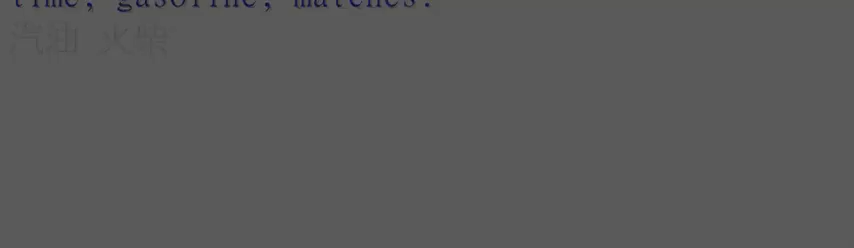 time, gasoline, matches.
汽油 火柴